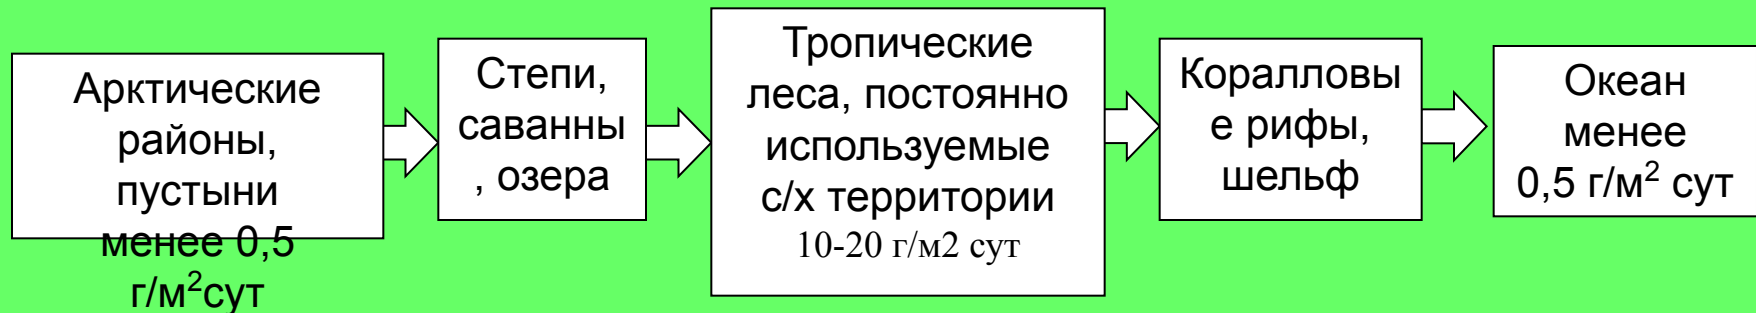 Арктические
районы,
пустыни
менее 0,5
г/м²сут
Степи,
саванны
, озера
Тропические
леса, постоянно
используемые
с/х территории
10-20 г/м2 сут
Коралловы
е рифы,
шельф
Океан
менее
0,5 г/м² сут